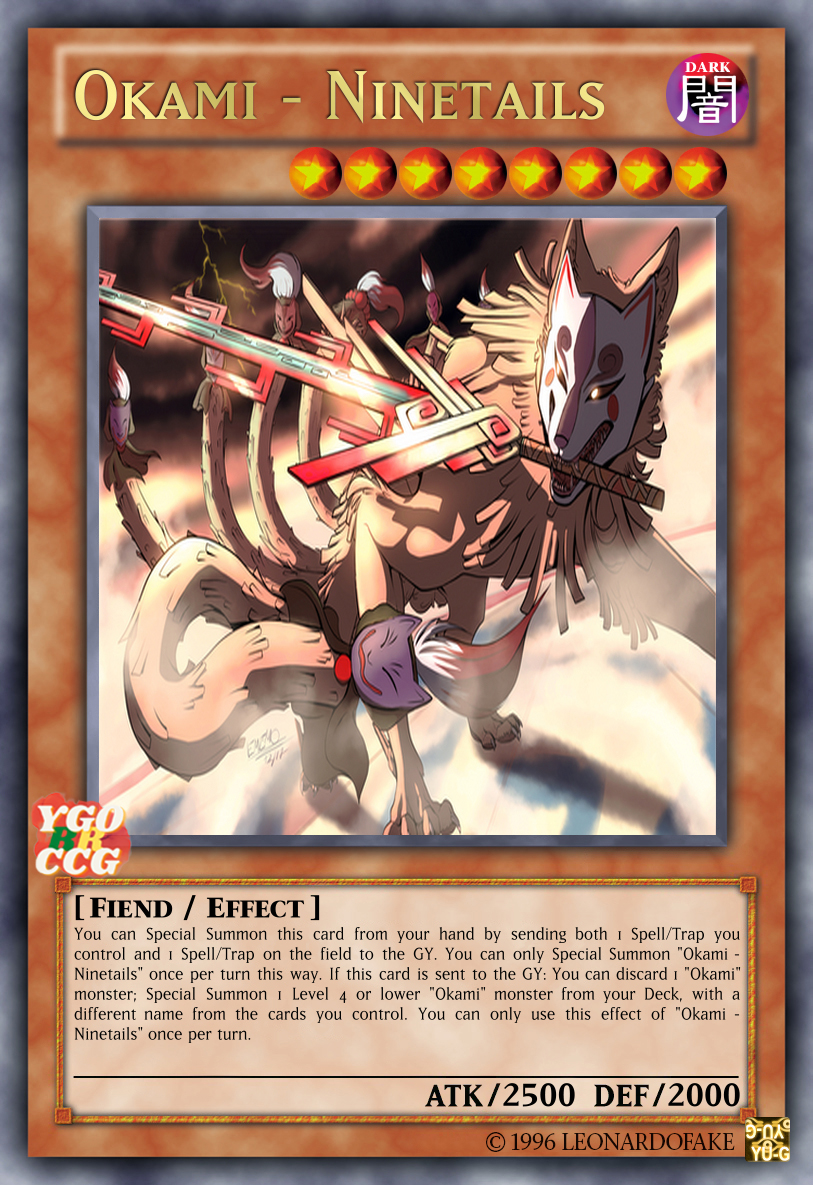 Okami - Ninetails
DARK
闇
YGO
BR
CCG
[ Fiend / Effect ]
You can Special Summon this card from your hand by sending both 1 Spell/Trap you
control and 1 Spell/Trap on the field to the GY. You can only Special Summon "Okami -
Ninetails" once per turn this way. If this card is sent to the GY: You can discard 1 "Okami"
monster; Special Summon 1 Level 4 or lower "Okami" monster from your Deck, with a
different name from the cards you control. You can only use this effect of "Okami -
Ninetails" once per turn.
ATK/2500 DEF/2000
© 1996 LEONARDOFAKE